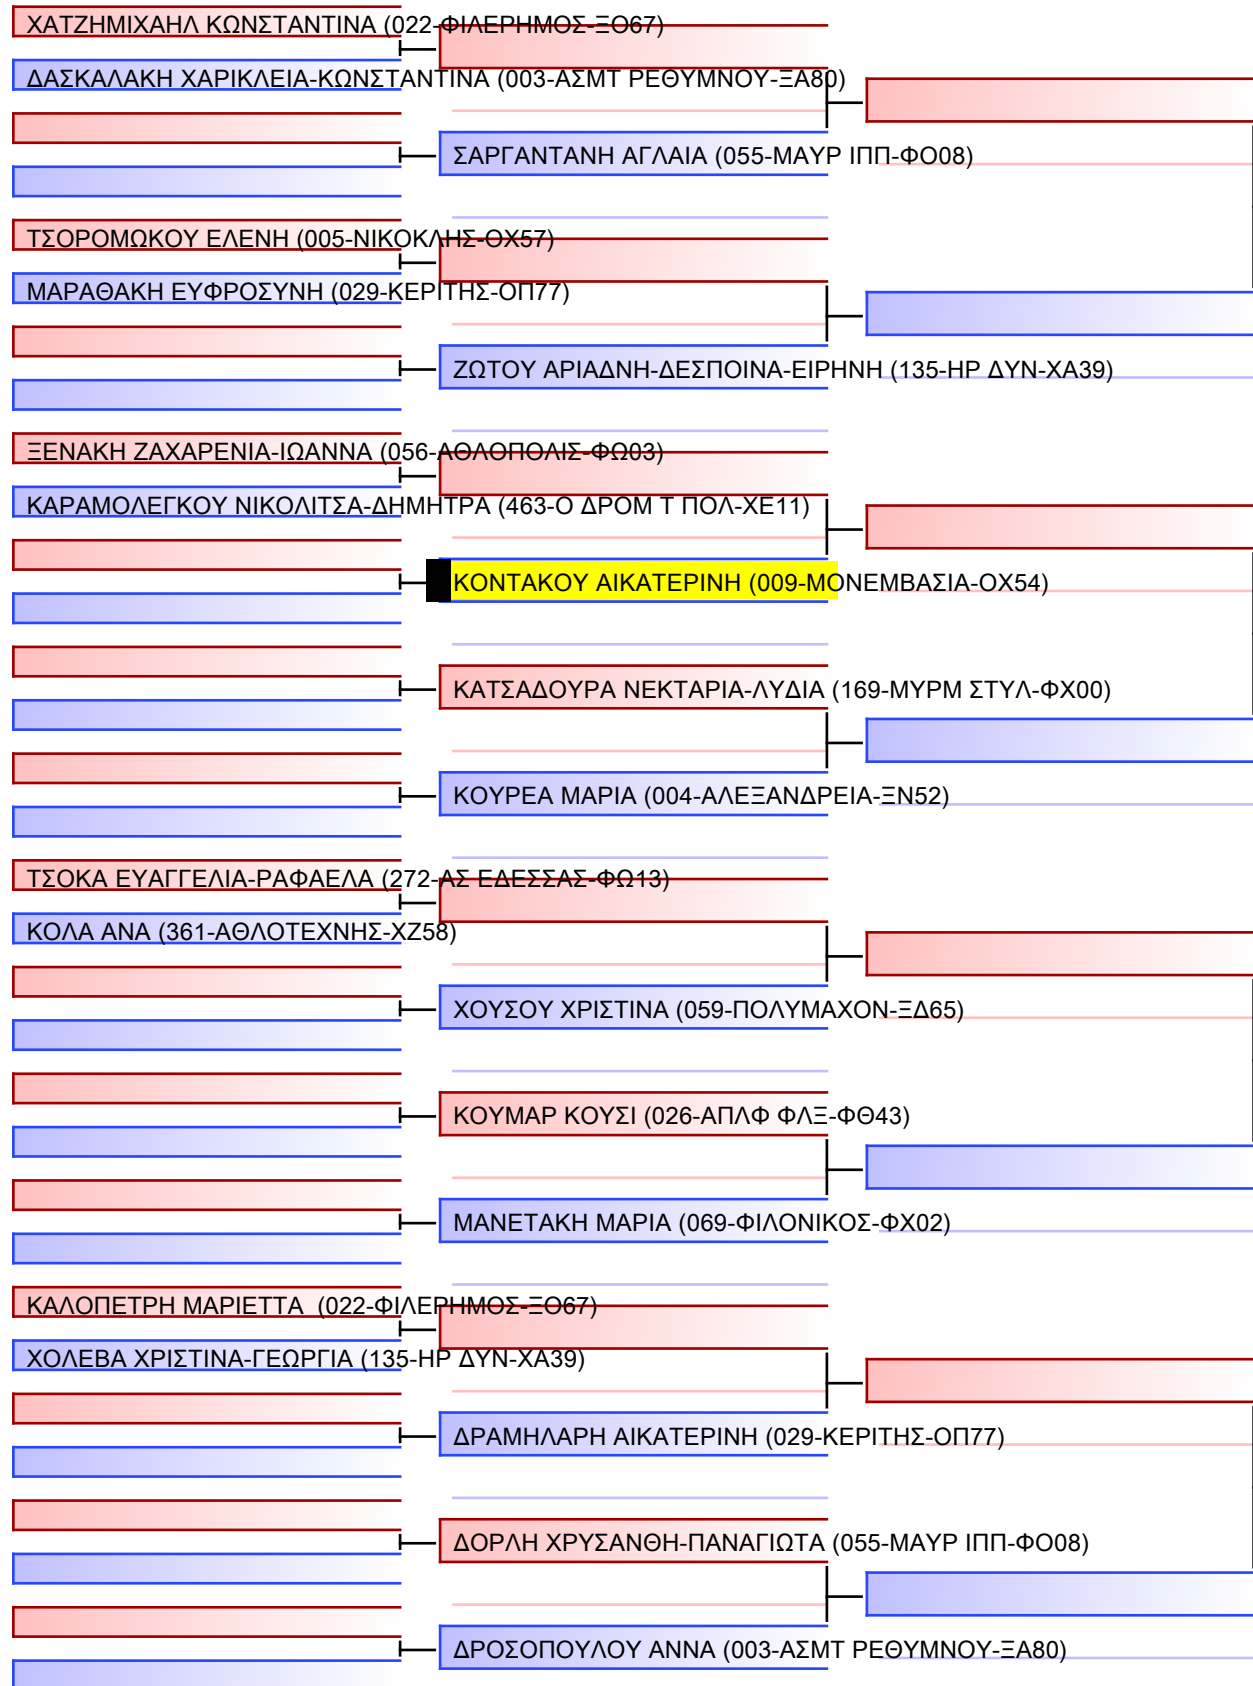 ΧΑΤΖΗΜΙΧΑΗΛ ΚΩΝΣΤΑΝΤΙΝΑ (022-ΦΙΛΕΡΗΜΟΣ-ΞΟ67)
ΔΑΣΚΑΛΑΚΗ ΧΑΡΙΚΛΕΙΑ-ΚΩΝΣΤΑΝΤΙΝΑ (003-ΑΣΜΤ ΡΕΘΥΜΝΟΥ-ΞΑ80)
ΣΑΡΓΑΝΤΑΝΗ ΑΓΛΑΙΑ (055-ΜΑΥΡ ΙΠΠ-ΦΟ08)
ΤΣΟΡΟΜΩΚΟΥ ΕΛΕΝΗ (005-ΝΙΚΟΚΛΗΣ-ΟΧ57)
ΜΑΡΑΘΑΚΗ ΕΥΦΡΟΣΥΝΗ (029-ΚΕΡΙΤΗΣ-ΟΠ77)
ΖΩΤΟΥ ΑΡΙΑΔΝΗ-ΔΕΣΠΟΙΝΑ-ΕΙΡΗΝΗ (135-ΗΡ ΔΥΝ-ΧΑ39)
ΞΕΝΑΚΗ ΖΑΧΑΡΕΝΙΑ-ΙΩΑΝΝΑ (056-ΑΘΛΟΠΟΛΙΣ-ΦΩ03)
ΚΑΡΑΜΟΛΕΓΚΟΥ ΝΙΚΟΛΙΤΣΑ-ΔΗΜΗΤΡΑ (463-Ο ΔΡΟΜ Τ ΠΟΛ-ΧΕ11)
ΚΟΝΤΑΚΟΥ ΑΙΚΑΤΕΡΙΝΗ (009-ΜΟΝΕΜΒΑΣΙΑ-ΟΧ54)
ΚΑΤΣΑΔΟΥΡΑ ΝΕΚΤΑΡΙΑ-ΛΥΔΙΑ (169-ΜΥΡΜ ΣΤΥΛ-ΦΧ00)
ΚΟΥΡΕΑ ΜΑΡΙΑ (004-ΑΛΕΞΑΝΔΡΕΙΑ-ΞΝ52)
ΤΣΟΚΑ ΕΥΑΓΓΕΛΙΑ-ΡΑΦΑΕΛΑ (272-ΑΣ ΕΔΕΣΣΑΣ-ΦΩ13)
ΚΟΛΑ ΑΝΑ (361-ΑΘΛΟΤΕΧΝΗΣ-ΧΖ58)
ΧΟΥΣΟΥ ΧΡΙΣΤΙΝΑ (059-ΠΟΛΥΜΑΧΟΝ-ΞΔ65)
ΚΟΥΜΑΡ ΚΟΥΣΙ (026-ΑΠΛΦ ΦΛΞ-ΦΘ43)
ΜΑΝΕΤΑΚΗ ΜΑΡΙΑ (069-ΦΙΛΟΝΙΚΟΣ-ΦΧ02)
ΚΑΛΟΠΕΤΡΗ ΜΑΡΙΕΤΤΑ  (022-ΦΙΛΕΡΗΜΟΣ-ΞΟ67)
ΧΟΛΕΒΑ ΧΡΙΣΤΙΝΑ-ΓΕΩΡΓΙΑ (135-ΗΡ ΔΥΝ-ΧΑ39)
ΔΡΑΜΗΛΑΡΗ ΑΙΚΑΤΕΡΙΝΗ (029-ΚΕΡΙΤΗΣ-ΟΠ77)
ΔΟΡΛΗ ΧΡΥΣΑΝΘΗ-ΠΑΝΑΓΙΩΤΑ (055-ΜΑΥΡ ΙΠΠ-ΦΟ08)
ΔΡΟΣΟΠΟΥΛΟΥ ΑΝΝΑ (003-ΑΣΜΤ ΡΕΘΥΜΝΟΥ-ΞΑ80)